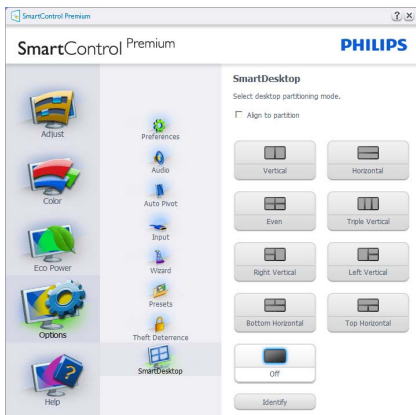 SmartControl Premium
SmartControl Premium
PHILIPS
Adjust
Color
Eco Power
Options
Help
Preferences
Audio
Auto Pivot
Input
Wizard
Presets
Theft Deterrence
SmartDesktop
SmartDesktop
Select desktop partitioning mode.
Align to partition
Vertical
Horizontal
Even
Triple Vertical
Right Vertical
Left Vertical
Bottom Horizontal
Top Horizontal
Off
Identify